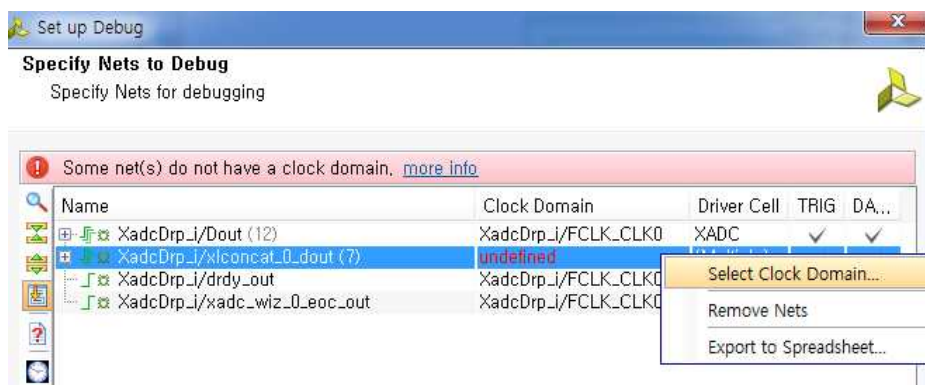 Set up Debug
Specify Nets to Debug
Specify Nets for debugging
Some net(s) do not have a clock domain, more info
Name Clock Domain Driver Cell TRIG DA...
XadcDrp_i/Dout (12) XadcDrp_i/FCLK_CLK0 XADC
XadcDrp_i/xlconcat_0_dout (7) undefined
XadcDrp_i/drdy_out XadcDrp_i/FCLK_CLK0
XadcDrp_i/xadc_wiz_0_eoc_out XadcDrp_i/FCLK_CLK0
Select Clock Domain...
Remove Nets
Export to Spreadsheet...